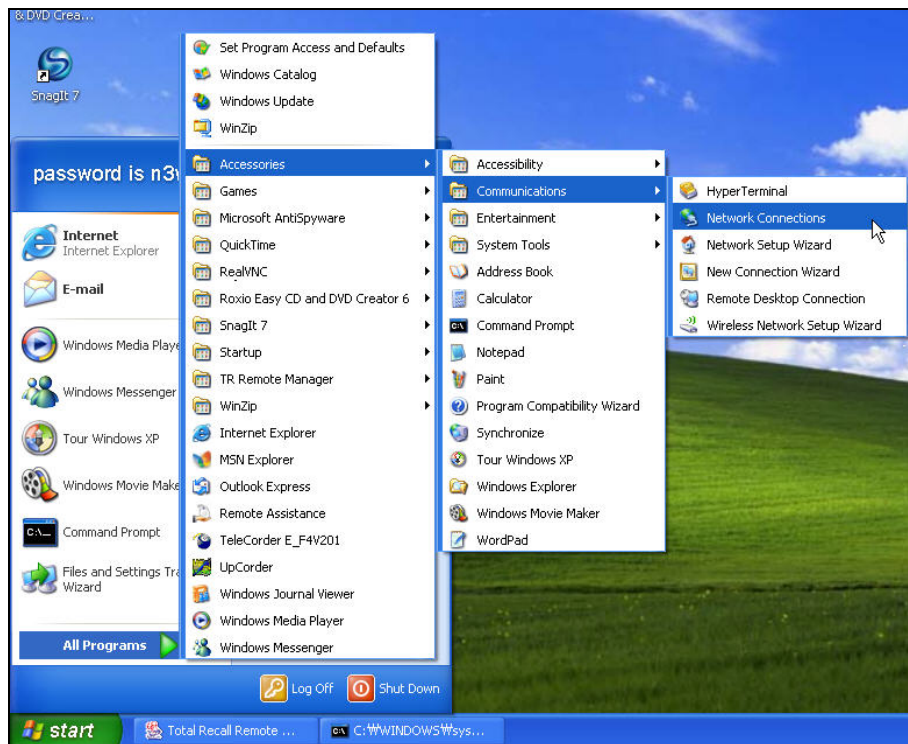 & DVD Crea...
SnagIt 7
password is n3
Internet
Internet Explorer
E-mail
Windows Media Playe
Windows Messenger
Tour Windows XP
Windows Movie Make
Command Prompt
Files and Settings Tra
Wizard
All Programs
Set Program Access and Defaults
Windows Catalog
Windows Update
WinZip
Accessories
Games
Microsoft AntiSpyware
QuickTime
RealVNC
Roxio Easy CD and DVD Creator 6
SnagIt 7
Startup
TR Remote Manager
WinZip
Internet Explorer
MSN Explorer
Outlook Express
Remote Assistance
TeleCorder E_F4V201
UpCorder
Windows Journal Viewer
Windows Media Player
Windows Messenger
Accessibility
Communications
Entertainment
System Tools
Address Book
Calculator
Command Prompt
Notepad
Paint
Program Compatibility Wizard
Synchronize
Tour Windows XP
Windows Explorer
Windows Movie Maker
WordPad
HyperTerminal
Network Connections
Network Setup Wizard
New Connection Wizard
Remote Desktop Connection
Wireless Network Setup Wizard
Log Off
Shut Down
start
Total Recall Remote ...
C:\₩WINDOWS₩sys...